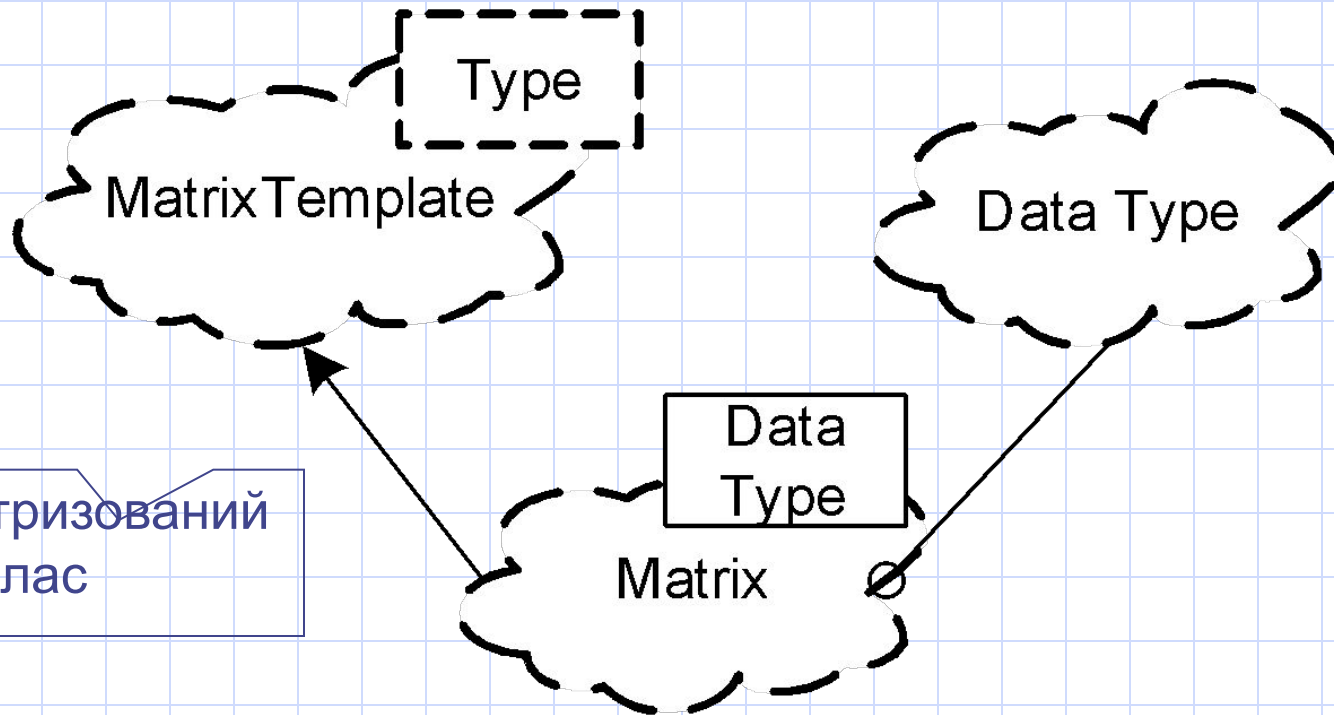 Type
MatrixTemplate
Data Type
Data
Type
Matrix
тризований
лас